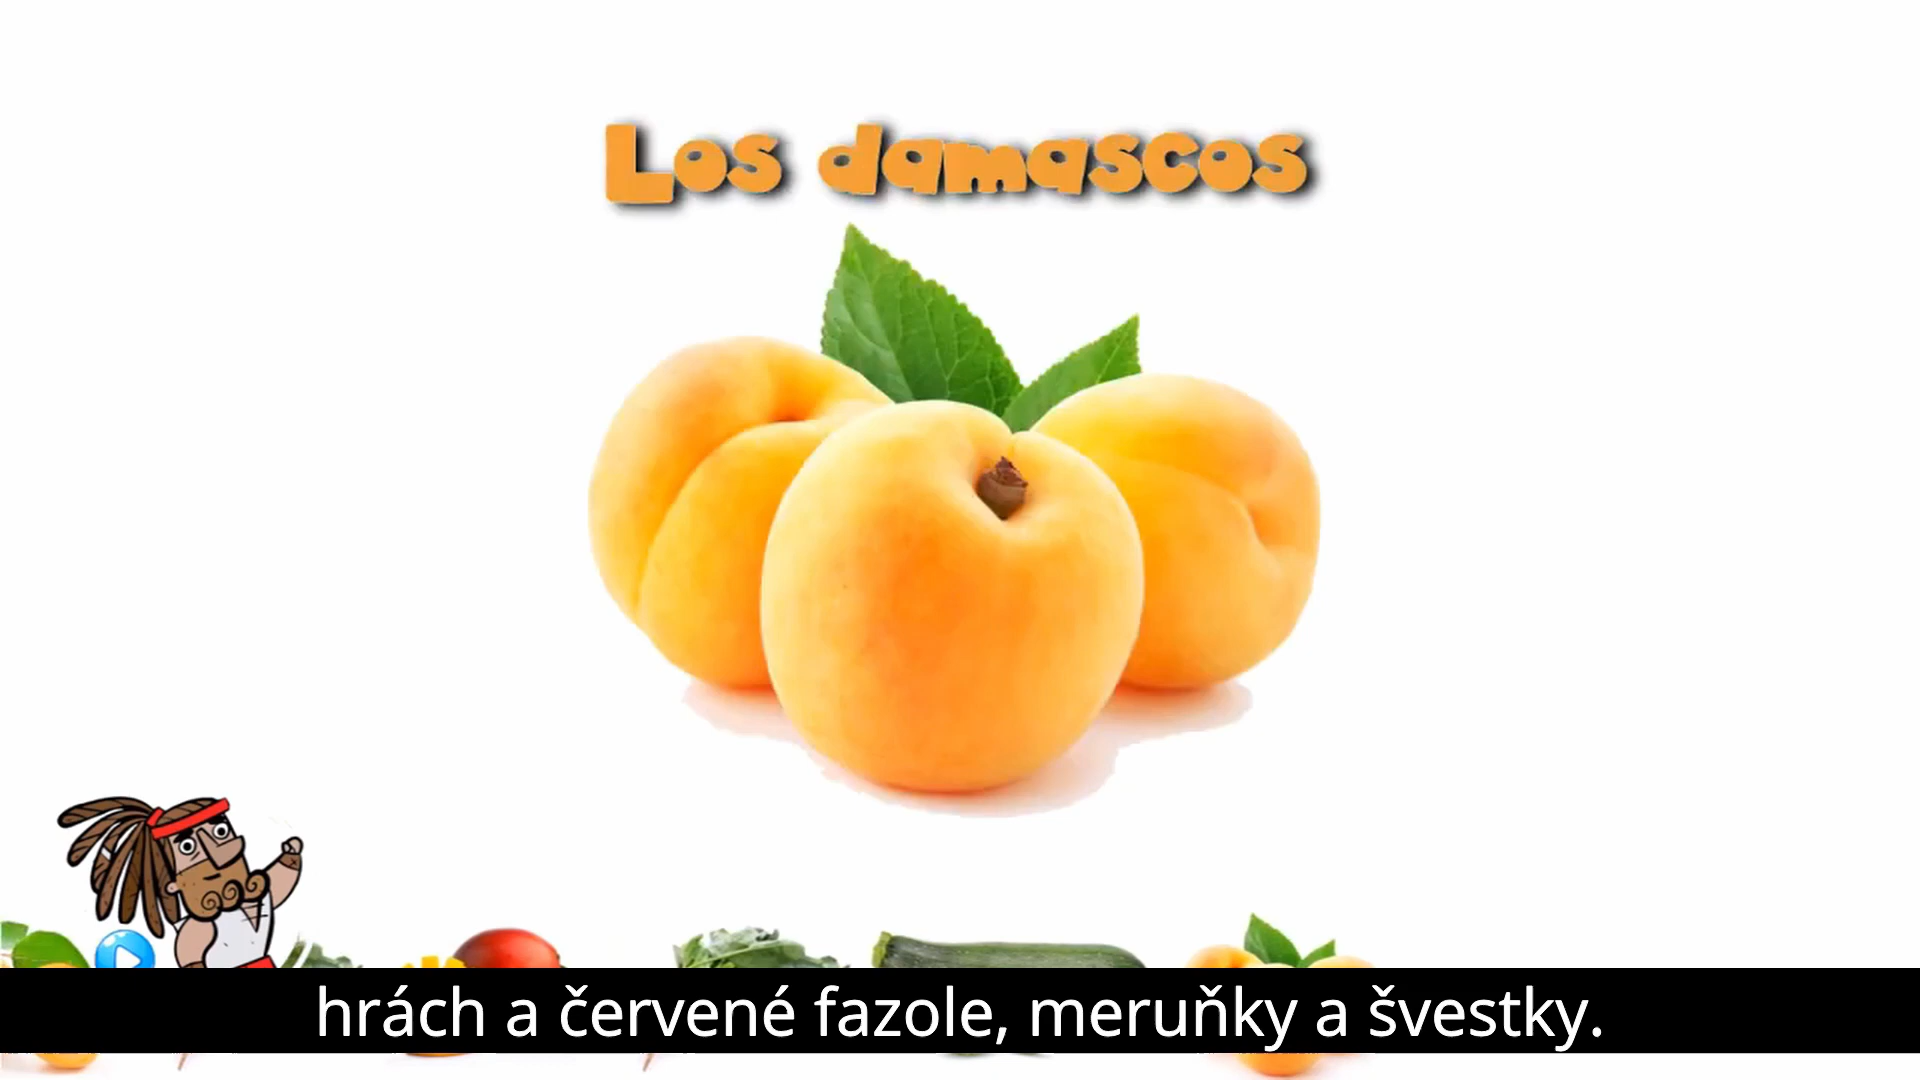 Los damascos
hrách a červené fazole, meruňky a švestky.